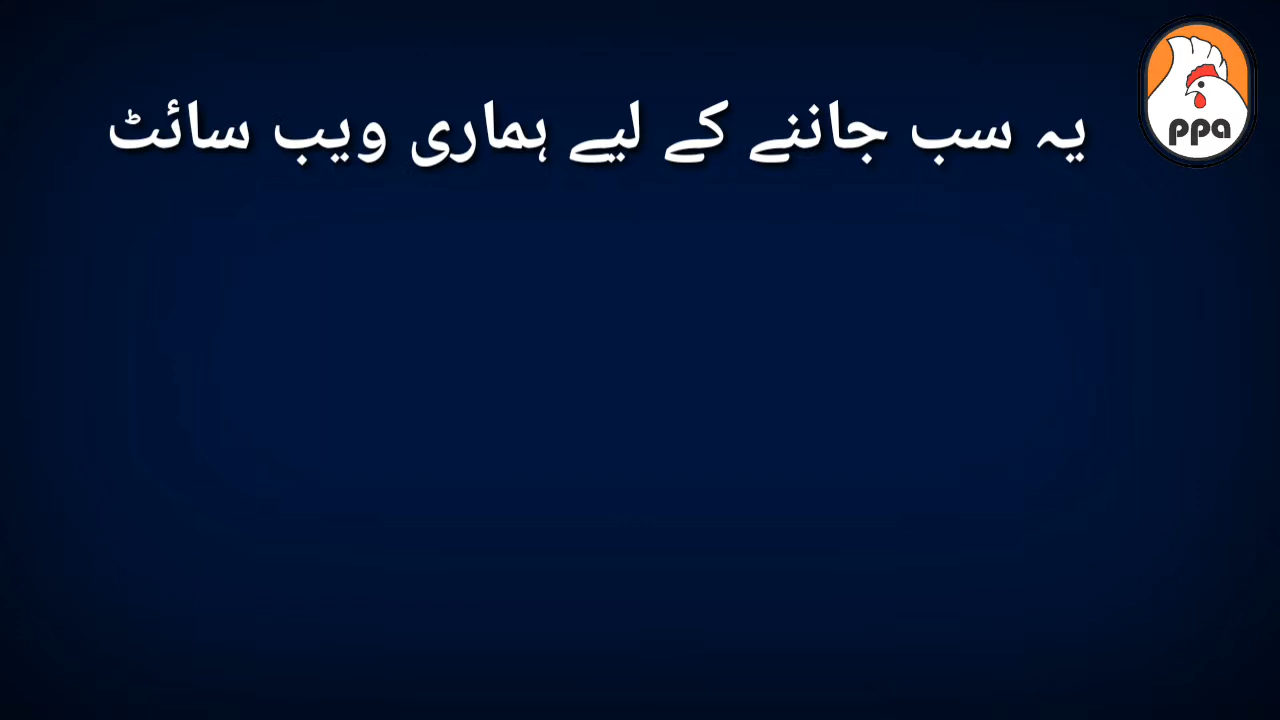 یہ سب جاننے کے لیے ہماری ویب سائٹ
ppa